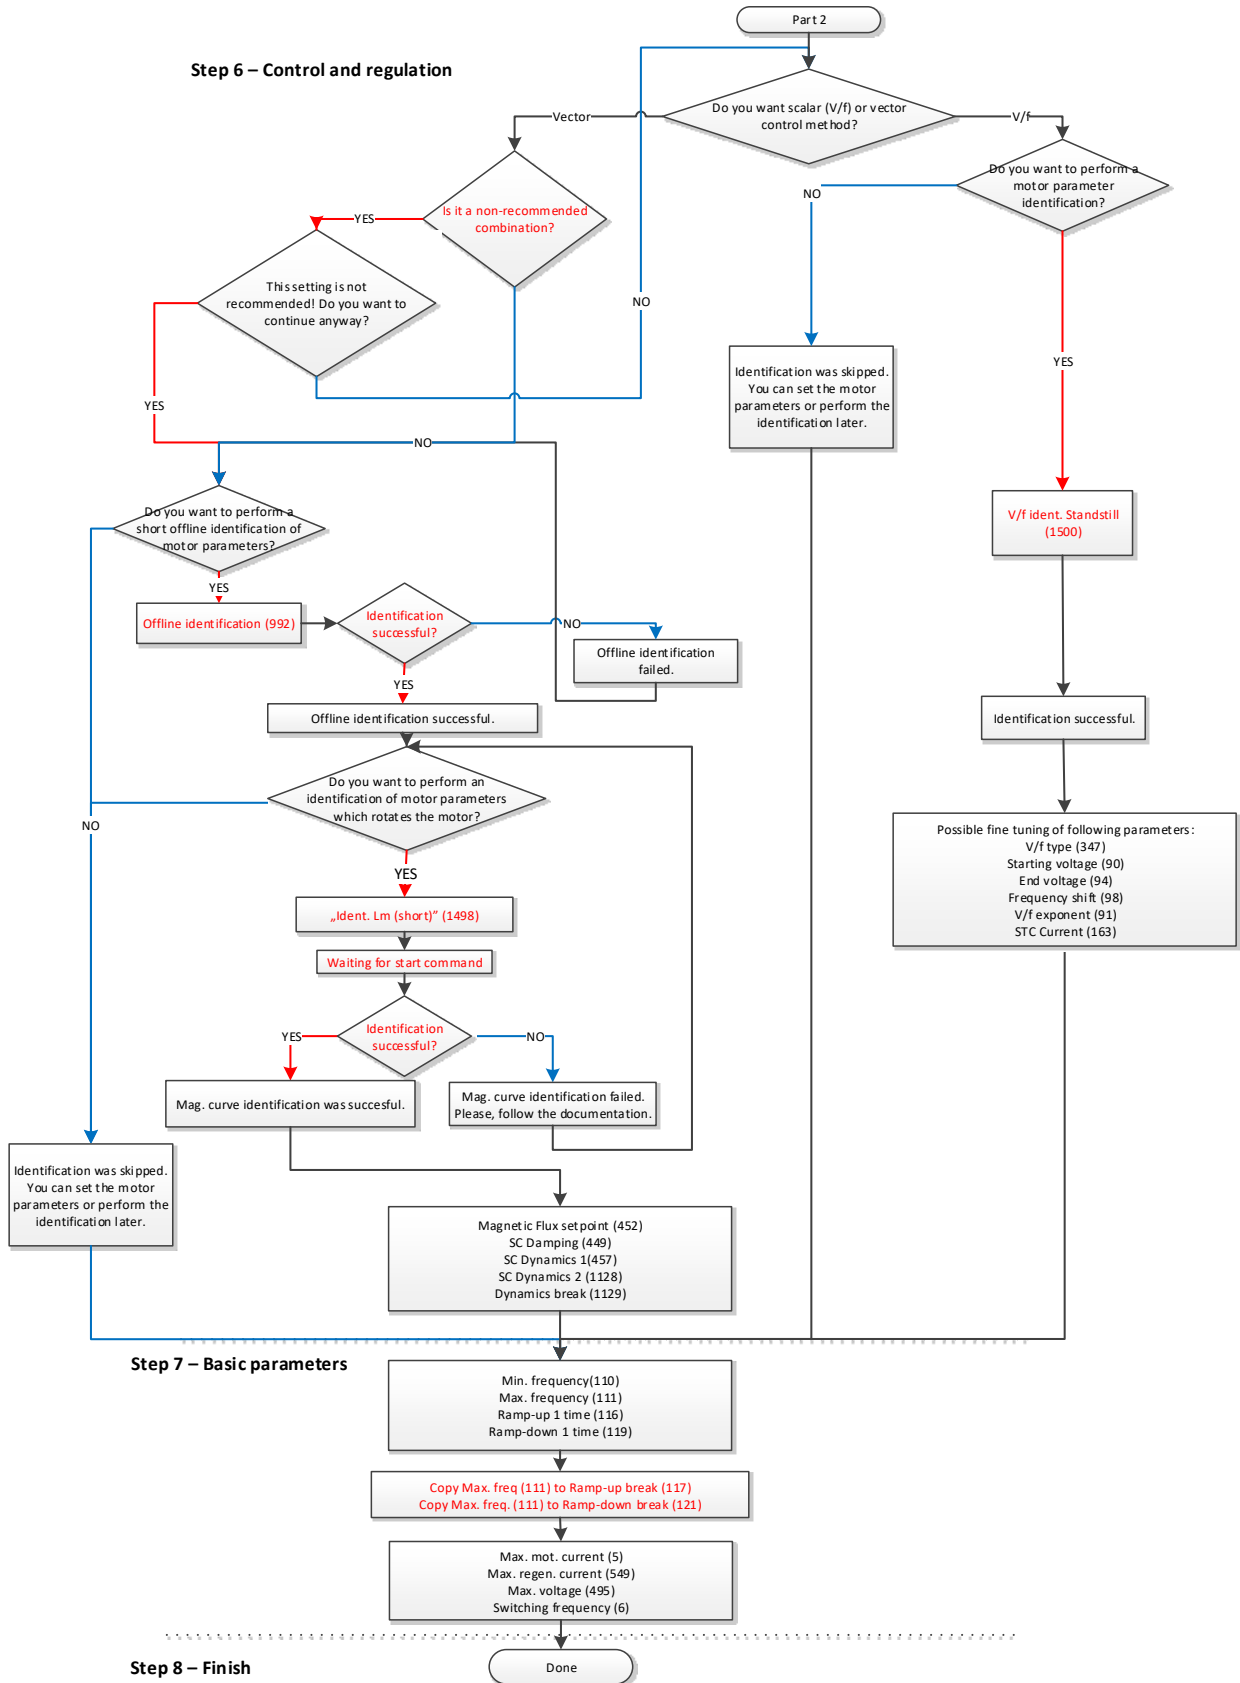 Part 2
Step 6 – Control and regulation
Do you want scalar (V/f) or vector
control method?
Vector
V/f
Do you want to perform a
motor parameter
identification?
NO
Is it a non-recommended
combination?
YES
This setting is not
recommended! Do you want to
continue anyway?
NO
YES
Identification was skipped.
You can set the motor
parameters or perform the
identification later.
YES
NO
Do you want to perform a
short offline identification of
motor parameters?
V/f ident. Standstill
(1500)
YES
Offline identification (992)
Identification
successful?
NO
Offline identification
failed.
YES
Offline identification successful.
Identification successful.
Do you want to perform an
identification of motor parameters
which rotates the motor?
NO
YES
Possible fine tuning of following parameters:
V/f type (347)
Starting voltage (90)
End voltage (94)
Frequency shift (98)
V/f exponent (91)
STC Current (163)
„Ident. Lm (short)” (1498)
Waiting for start command
Identification
successful?
YES
NO
Mag. curve identification was succesful.
Mag. curve identification failed.
Please, follow the documentation.
Identification was skipped.
You can set the motor
parameters or perform the
identification later.
Magnetic Flux setpoint (452)
SC Damping (449)
SC Dynamics 1(457)
SC Dynamics 2 (1128)
Dynamics break (1129)
Step 7 – Basic parameters
Min. frequency(110)
Max. frequency (111)
Ramp-up 1 time (116)
Ramp-down 1 time (119)
Copy Max. freq (111) to Ramp-up break (117)
Copy Max. freq. (111) to Ramp-down break (121)
Max. mot. current (5)
Max. regen. current (549)
Max. voltage (495)
Switching frequency (6)
Step 8 – Finish
Done